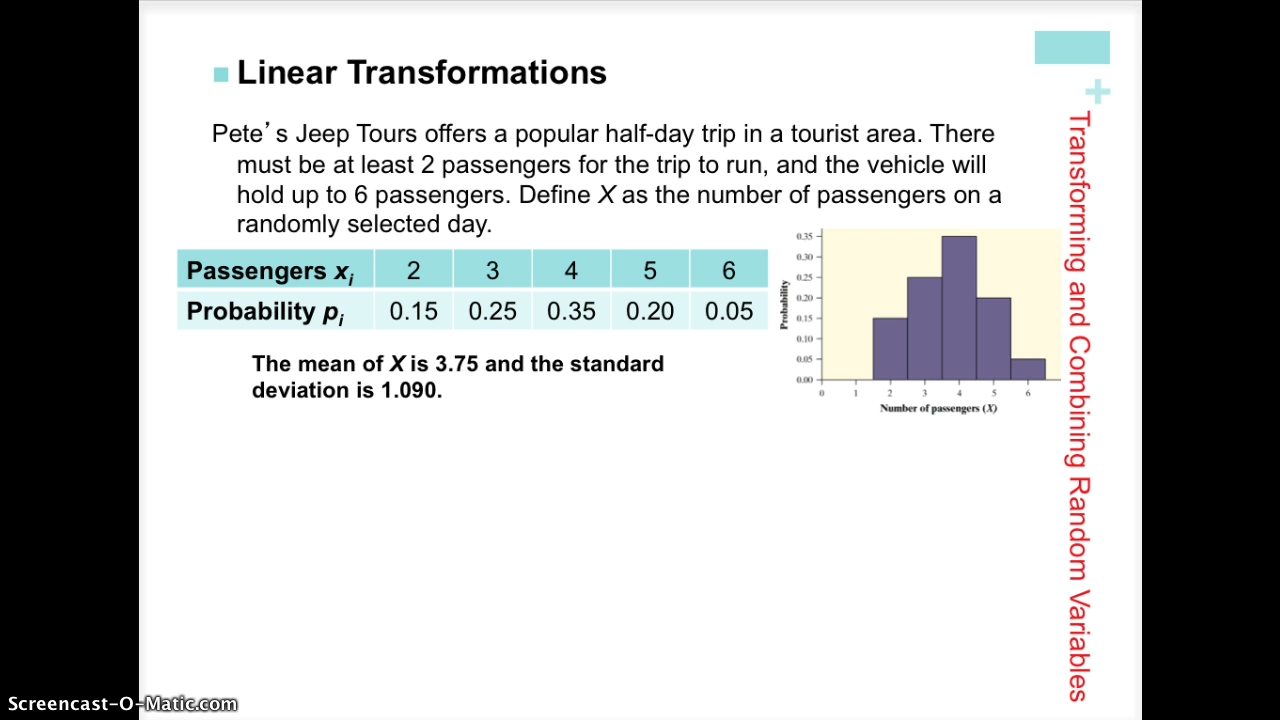 Linear Transformations
Pete's Jeep Tours offers a popular half-day trip in a tourist area. There
must be at least 2 passengers for the trip to run, and the vehicle will
hold up to 6 passengers. Define X as the number of passengers on a
randomly selected day.
Passengers xi 2 3 4 5 6
Probability pi 0.15 0.25 0.35 0.20 0.05
The mean of X is 3.75 and the standard
deviation is 1.090.
Probability
0.35
0.30
0.25
0.20
0.15
0.10
0.05
0.00
0 1 2 3 4 5 6
Number of passengers (X)
+
Transforming and Combining Random Variables
Screencast-O-Matic.com